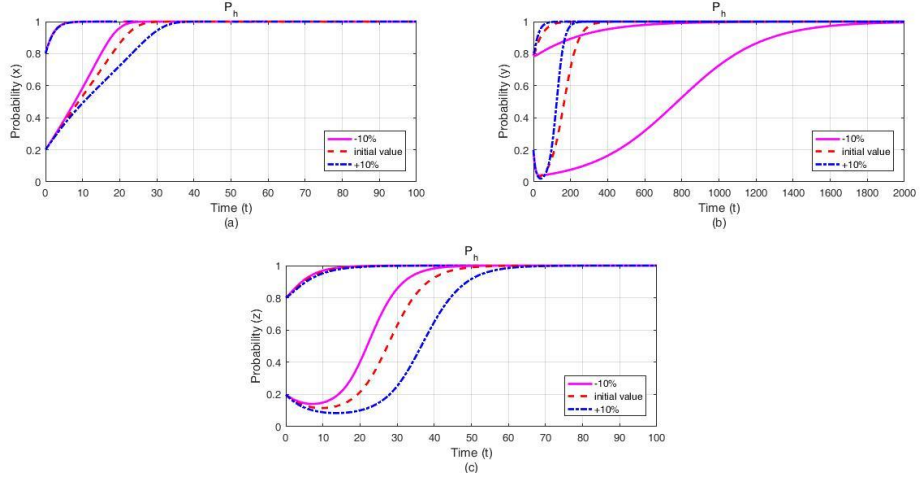 P_h
Probability (x)
1
0.8
0.6
0.4
0.2
0
-10%
initial value
+10%
0 10 20 30 40 50 60 70 80 90 100
Time (t)
(a)
P_h
Probability (y)
1
0.8
0.6
0.4
0.2
0
-10%
initial value
+10%
0 200 400 600 800 1000 1200 1400 1600 1800 2000
Time (t)
(b)
P_h
Probability (z)
1
0.8
0.6
0.4
0.2
0
-10%
initial value
+10%
0 10 20 30 40 50 60 70 80 90 100
Time (t)
(c)